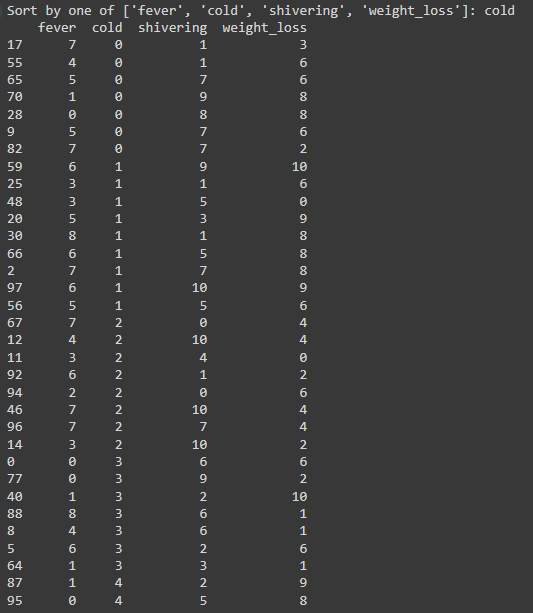 Sort by one of ['fever', 'cold', 'shivering', 'weight_loss']: cold
    fever  cold  shivering  weight_loss
17      7     0          1            3
55      4     0          1            6
65      5     0          7            6
70      1     0          9            8
28      0     0          8            8
9       5     0          7            6
82      7     0          7            2
59      6     1          9           10
25      3     1          1            6
48      3     1          5            0
20      5     1          3            9
30      8     1          1            8
66      6     1          5            8
2       7     1          7            8
97      6     1         10            9
56      5     1          5            6
67      7     2          0            4
12      4     2         10            4
11      3     2          4            0
92      6     2          1            2
94      2     2          0            6
46      7     2         10            4
96      7     2          7            4
14      3     2         10            2
0       0     3          6            6
77      0     3          9            2
40      1     3          2           10
88      8     3          6            1
8       4     3          6            1
5       6     3          2            6
64      1     3          3            1
87      1     4          2            9
95      0     4          5            8